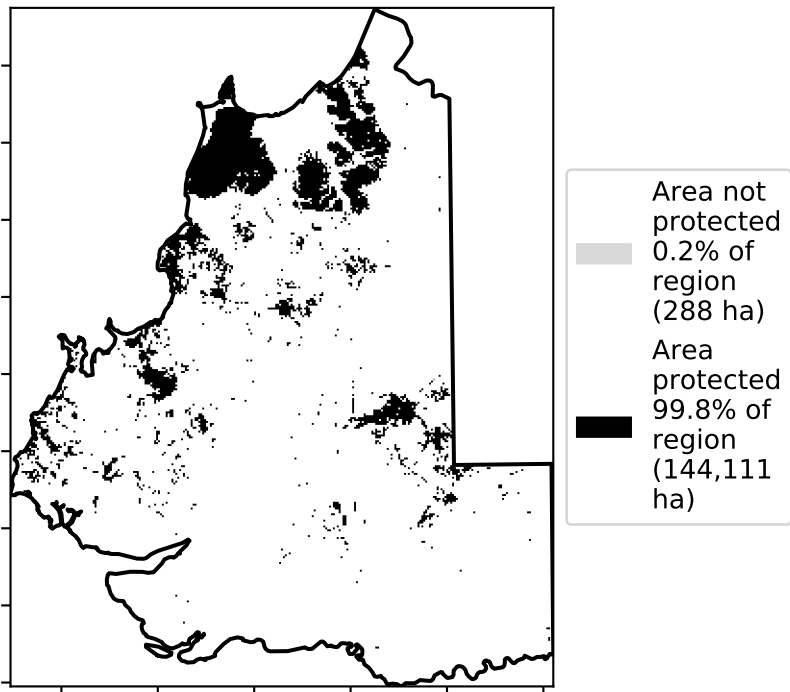 Area not
protected
0.2% of
region
(288 ha)
Area
protected
99.8% of
region
(144,111
ha)